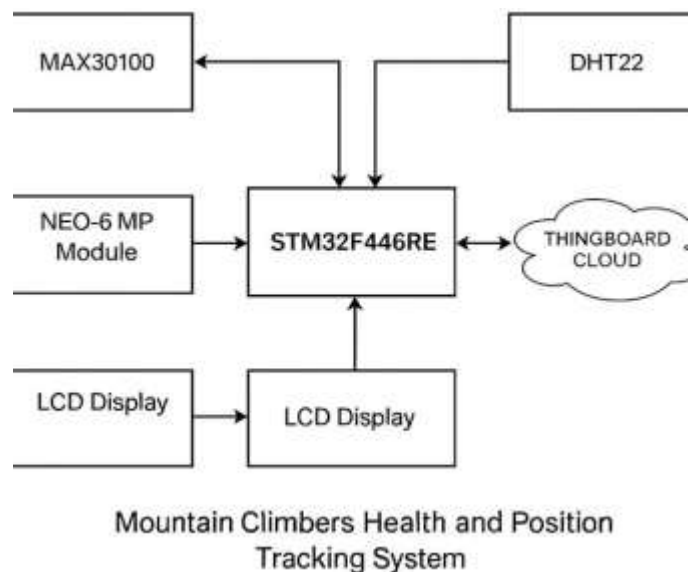 MAX30100
DHT22
NEO-6 MP
Module
STM32F446RE
THINGBOARD
CLOUD
LCD Display
LCD Display
Mountain Climbers Health and Position
Tracking System